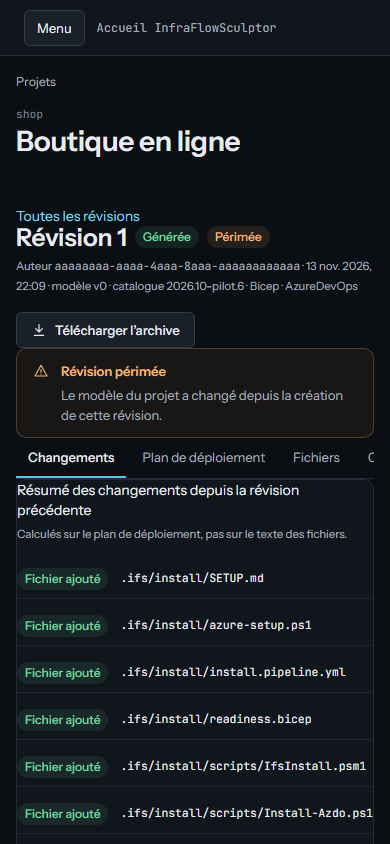 Menu
Accueil InfraFlowSculptor
Projets
shop
Boutique en ligne
Toutes les révisions
Révision 1 Générée Périmée
Auteur aaaaaaaa-aaaa-4aaa-8aaa-aaaaaaaaaaaa · 13 nov. 2026,
22:09 · modèle v0 · catalogue 2026.10-pilot.6 · Bicep · AzureDevOps
Télécharger l'archive
Révision périmée
Le modèle du projet a changé depuis la création
de cette révision.
Changements Plan de déploiement Fichiers
Résumé des changements depuis la révision
précédente
Calculés sur le plan de déploiement, pas sur le texte des fichiers.
Fichier ajouté .ifs/install/SETUP.md
Fichier ajouté .ifs/install/azure-setup.ps1
Fichier ajouté .ifs/install/install.pipeline.yml
Fichier ajouté .ifs/install/readiness.bicep
Fichier ajouté .ifs/install/scripts/IfsInstall.psm1
Fichier ajouté .ifs/install/scripts/Install-Azdo.ps1